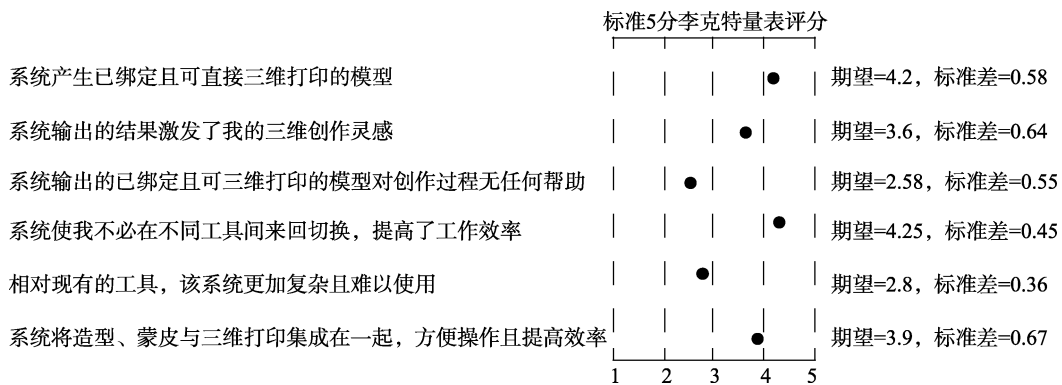 标准5分李克特量表评分
系统产生已绑定且可直接三维打印的模型 期望=4.2，标准差=0.58
系统输出的结果激发了我的三维创作灵感 期望=3.6，标准差=0.64
系统输出的已绑定且可三维打印的模型对创作过程无任何帮助 期望=2.58，标准差=0.55
系统使我不必在不同工具间来回切换，提高了工作效率 期望=4.25，标准差=0.45
相对现有的工具，该系统更加复杂且难以使用 期望=2.8，标准差=0.36
系统将造型、蒙皮与三维打印集成在一起，方便操作且提高效率 期望=3.9，标准差=0.67
1 2 3 4 5